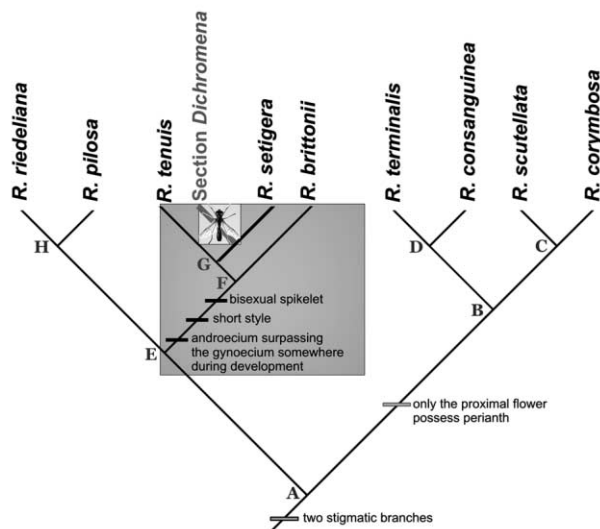 R. riedeliana
R. pilosa
R. tenuis
Section Dichromena
R. setigera
R. brittonii
R. terminalis
R. consanguinea
R. scutellata
R. corymbosa
H
G
F
D
C
B
bisexual spikelet
short style
androecium surpassing
the gynoecium somewhere
during development
E
only the proximal flower
possess perianth
A
two stigmatic branches